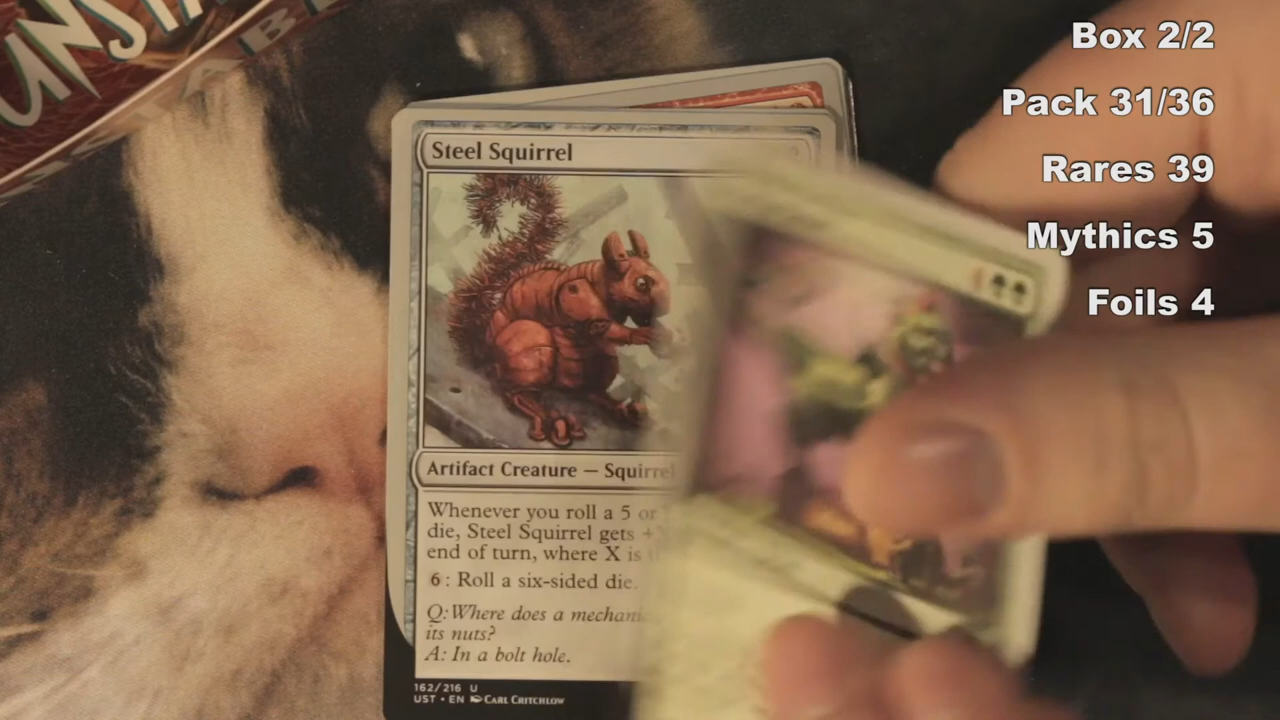 UNSTA
Steel Squirrel
Artifact Creature — Squirrel
Whenever you roll a 5 or
die, Steel Squirrel gets
end of turn, where X is
6: Roll a six-sided die.
Q: Where does a
its nuts?
A: In a bolt hole.
162/216 U
UST • EN Carl Critchlow
Box 2/2
Pack 31/36
Rares 39
Mythics 5
Foils 4